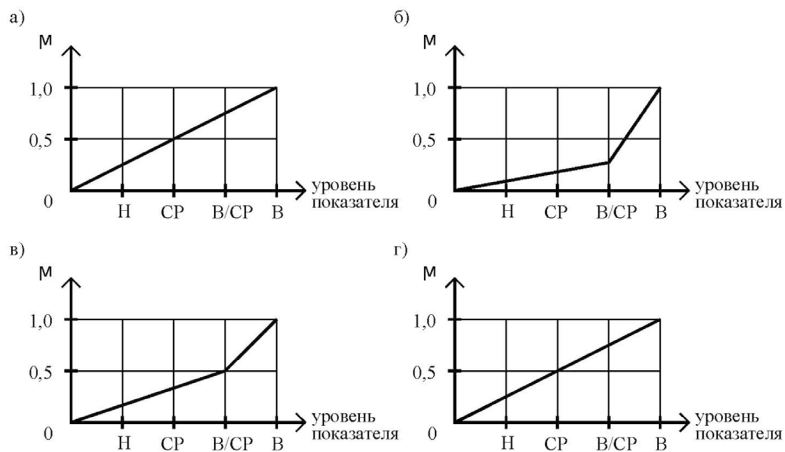 а)
М
1,0
0,5
0
Н СР В/СР В
уровень
показателя
б)
М
1,0
0,5
0
Н СР В/СР В
уровень
показателя
в)
М
1,0
0,5
0
Н СР В/СР В
уровень
показателя
г)
М
1,0
0,5
0
Н СР В/СР В
уровень
показателя